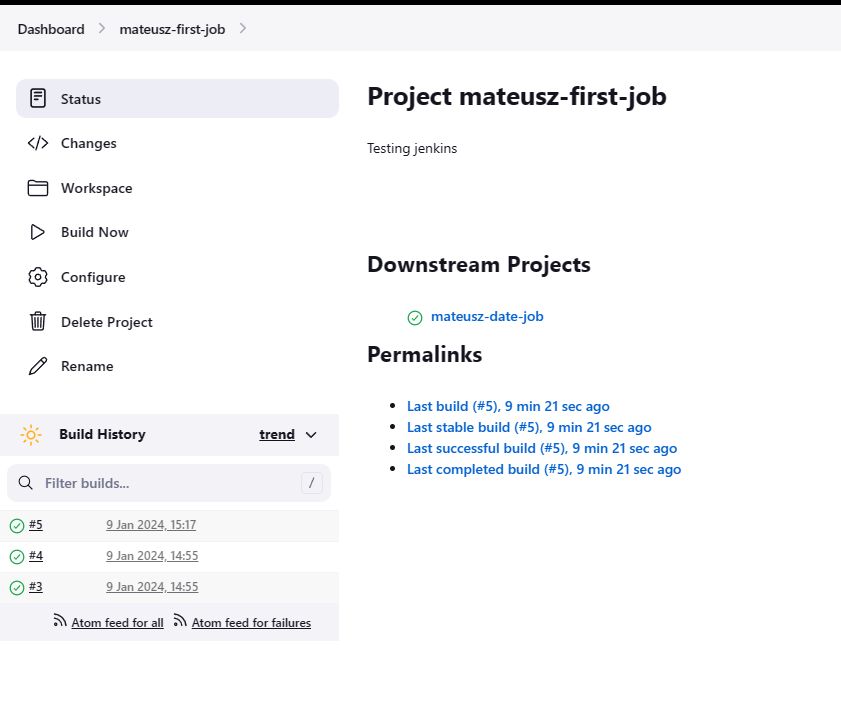 Dashboard > mateusz-first-job >
Status
Changes
Workspace
Build Now
Configure
Delete Project
Rename
Build History trend
Filter builds... /
#5 9 Jan 2024, 15:17
#4 9 Jan 2024, 14:55
#3 9 Jan 2024, 14:55
Atom feed for all Atom feed for failures
Project mateusz-first-job
Testing jenkins
Downstream Projects
mateusz-date-job
Permalinks
Last build (#5), 9 min 21 sec ago
Last stable build (#5), 9 min 21 sec ago
Last successful build (#5), 9 min 21 sec ago
Last completed build (#5), 9 min 21 sec ago